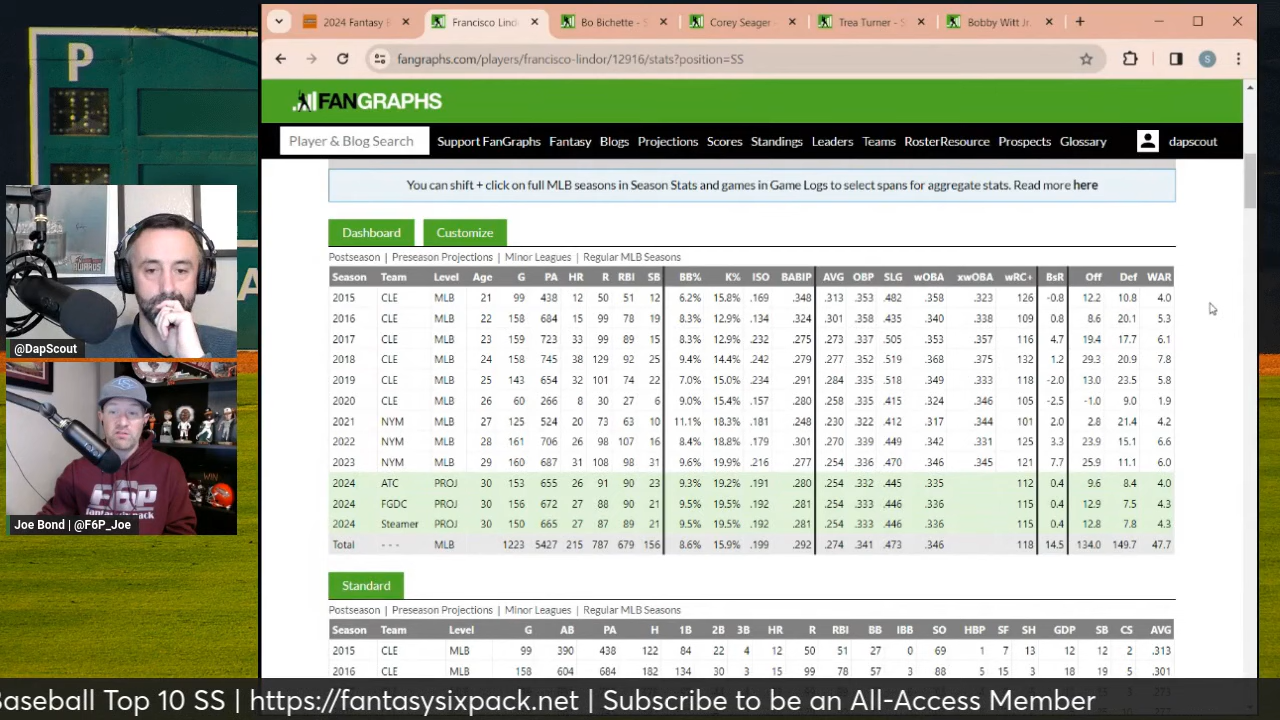 P
2024 Fantasy F
Francisco Lind
Bo Bichette - S
Corey Seager -
Trea Turner - S
Bobby Witt Jr.
fangraphs.com/players/francisco-lindor/12916/stats?position=SS
S
FANGRAPHS
Player & Blog Search Support FanGraphs Fantasy Blogs Projections Scores Standings Leaders Teams RosterResource Prospects Glossary dapscout
You can shift + click on full MLB seasons in Season Stats and games in Game Logs to select spans for aggregate stats. Read more here
Dashboard Customize
Postseason | Preseason Projections | Minor Leagues | Regular MLB Seasons
Season Team Level Age G PA HR R RBI SB BB% K% ISO BABIP AVG OBP SLG wOBA xwOBA wRC+ BsR Off Def WAR
2015 CLE MLB 21 99 438 12 50 51 12 6.2% 15.8% .169 .348 .313 .353 .482 .358 .323 126 -0.8 12.2 10.8 4.0
2016 CLE MLB 22 158 684 15 99 78 19 8.3% 12.9% .134 .324 .301 .358 .435 .340 .338 109 0.8 8.6 20.1 5.3
2017 CLE MLB 23 159 723 33 99 89 15 8.3% 12.9% .232 .275 .273 .337 .505 .353 .357 116 4.7 19.4 17.7 6.1
2018 CLE MLB 24 158 745 38 129 92 25 9.4% 14.4% .242 .279 .277 .352 .519 .368 .375 132 1.2 29.3 20.9 7.8
2019 CLE MLB 25 143 654 32 101 74 22 7.0% 15.0% .234 .291 .284 .335 .518 .349 .333 118 -2.0 13.0 23.5 5.8
2020 CLE MLB 26 60 266 8 30 27 6 9.0% 15.4% .157 .280 .258 .335 .415 .324 .346 105 -2.5 -1.0 9.0 1.9
2021 NYM MLB 27 125 524 20 73 63 10 11.1% 18.3% .181 .248 .230 .322 .412 .317 .344 101 2.0 2.8 21.4 4.2
2022 NYM MLB 28 161 706 26 98 107 16 8.4% 18.8% .179 .301 .270 .339 .449 .342 .331 125 3.3 23.9 15.1 6.6
2023 NYM MLB 29 160 687 31 108 98 31 9.6% 19.9% .216 .277 .254 .336 .470 .346 .345 121 7.7 25.9 11.1 6.0
2024 ATC PROJ 30 153 655 26 91 90 23 9.3% 19.2% .191 .280 .254 .332 .445 .335 112 0.4 9.6 8.4 4.0
2024 FGDC PROJ 30 156 672 27 88 90 21 9.5% 19.5% .192 .281 .254 .333 .446 .336 115 0.4 12.9 7.5 4.3
2024 Steamer PROJ 30 150 665 27 87 89 21 9.5% 19.5% .192 .281 .254 .333 .446 .336 115 0.4 12.8 7.8 4.3
Total - - - MLB 1223 5427 215 787 679 156 8.6% 15.9% .199 .292 .274 .341 .473 .346 118 14.5 134.0 149.7 47.7
Standard
Postseason | Preseason Projections | Minor Leagues | Regular MLB Seasons
Season Team Level G AB PA H 1B 2B 3B HR R RBI BB IBB SO HBP SF SH GDP SB CS AVG
2015 CLE MLB 99 390 438 122 84 22 4 12 50 51 27 0 69 1 7 13 12 12 2 .313
2016 CLE MLB 158 604 684 182 134 30 3 15 99 78 57 3 88 5 15 3 18 19 5 .301
@DapScout
Joe Bond | @F6P_Joe
Baseball Top 10 SS | https://fantasysixpack.net | Subscribe to be an All-Access Member